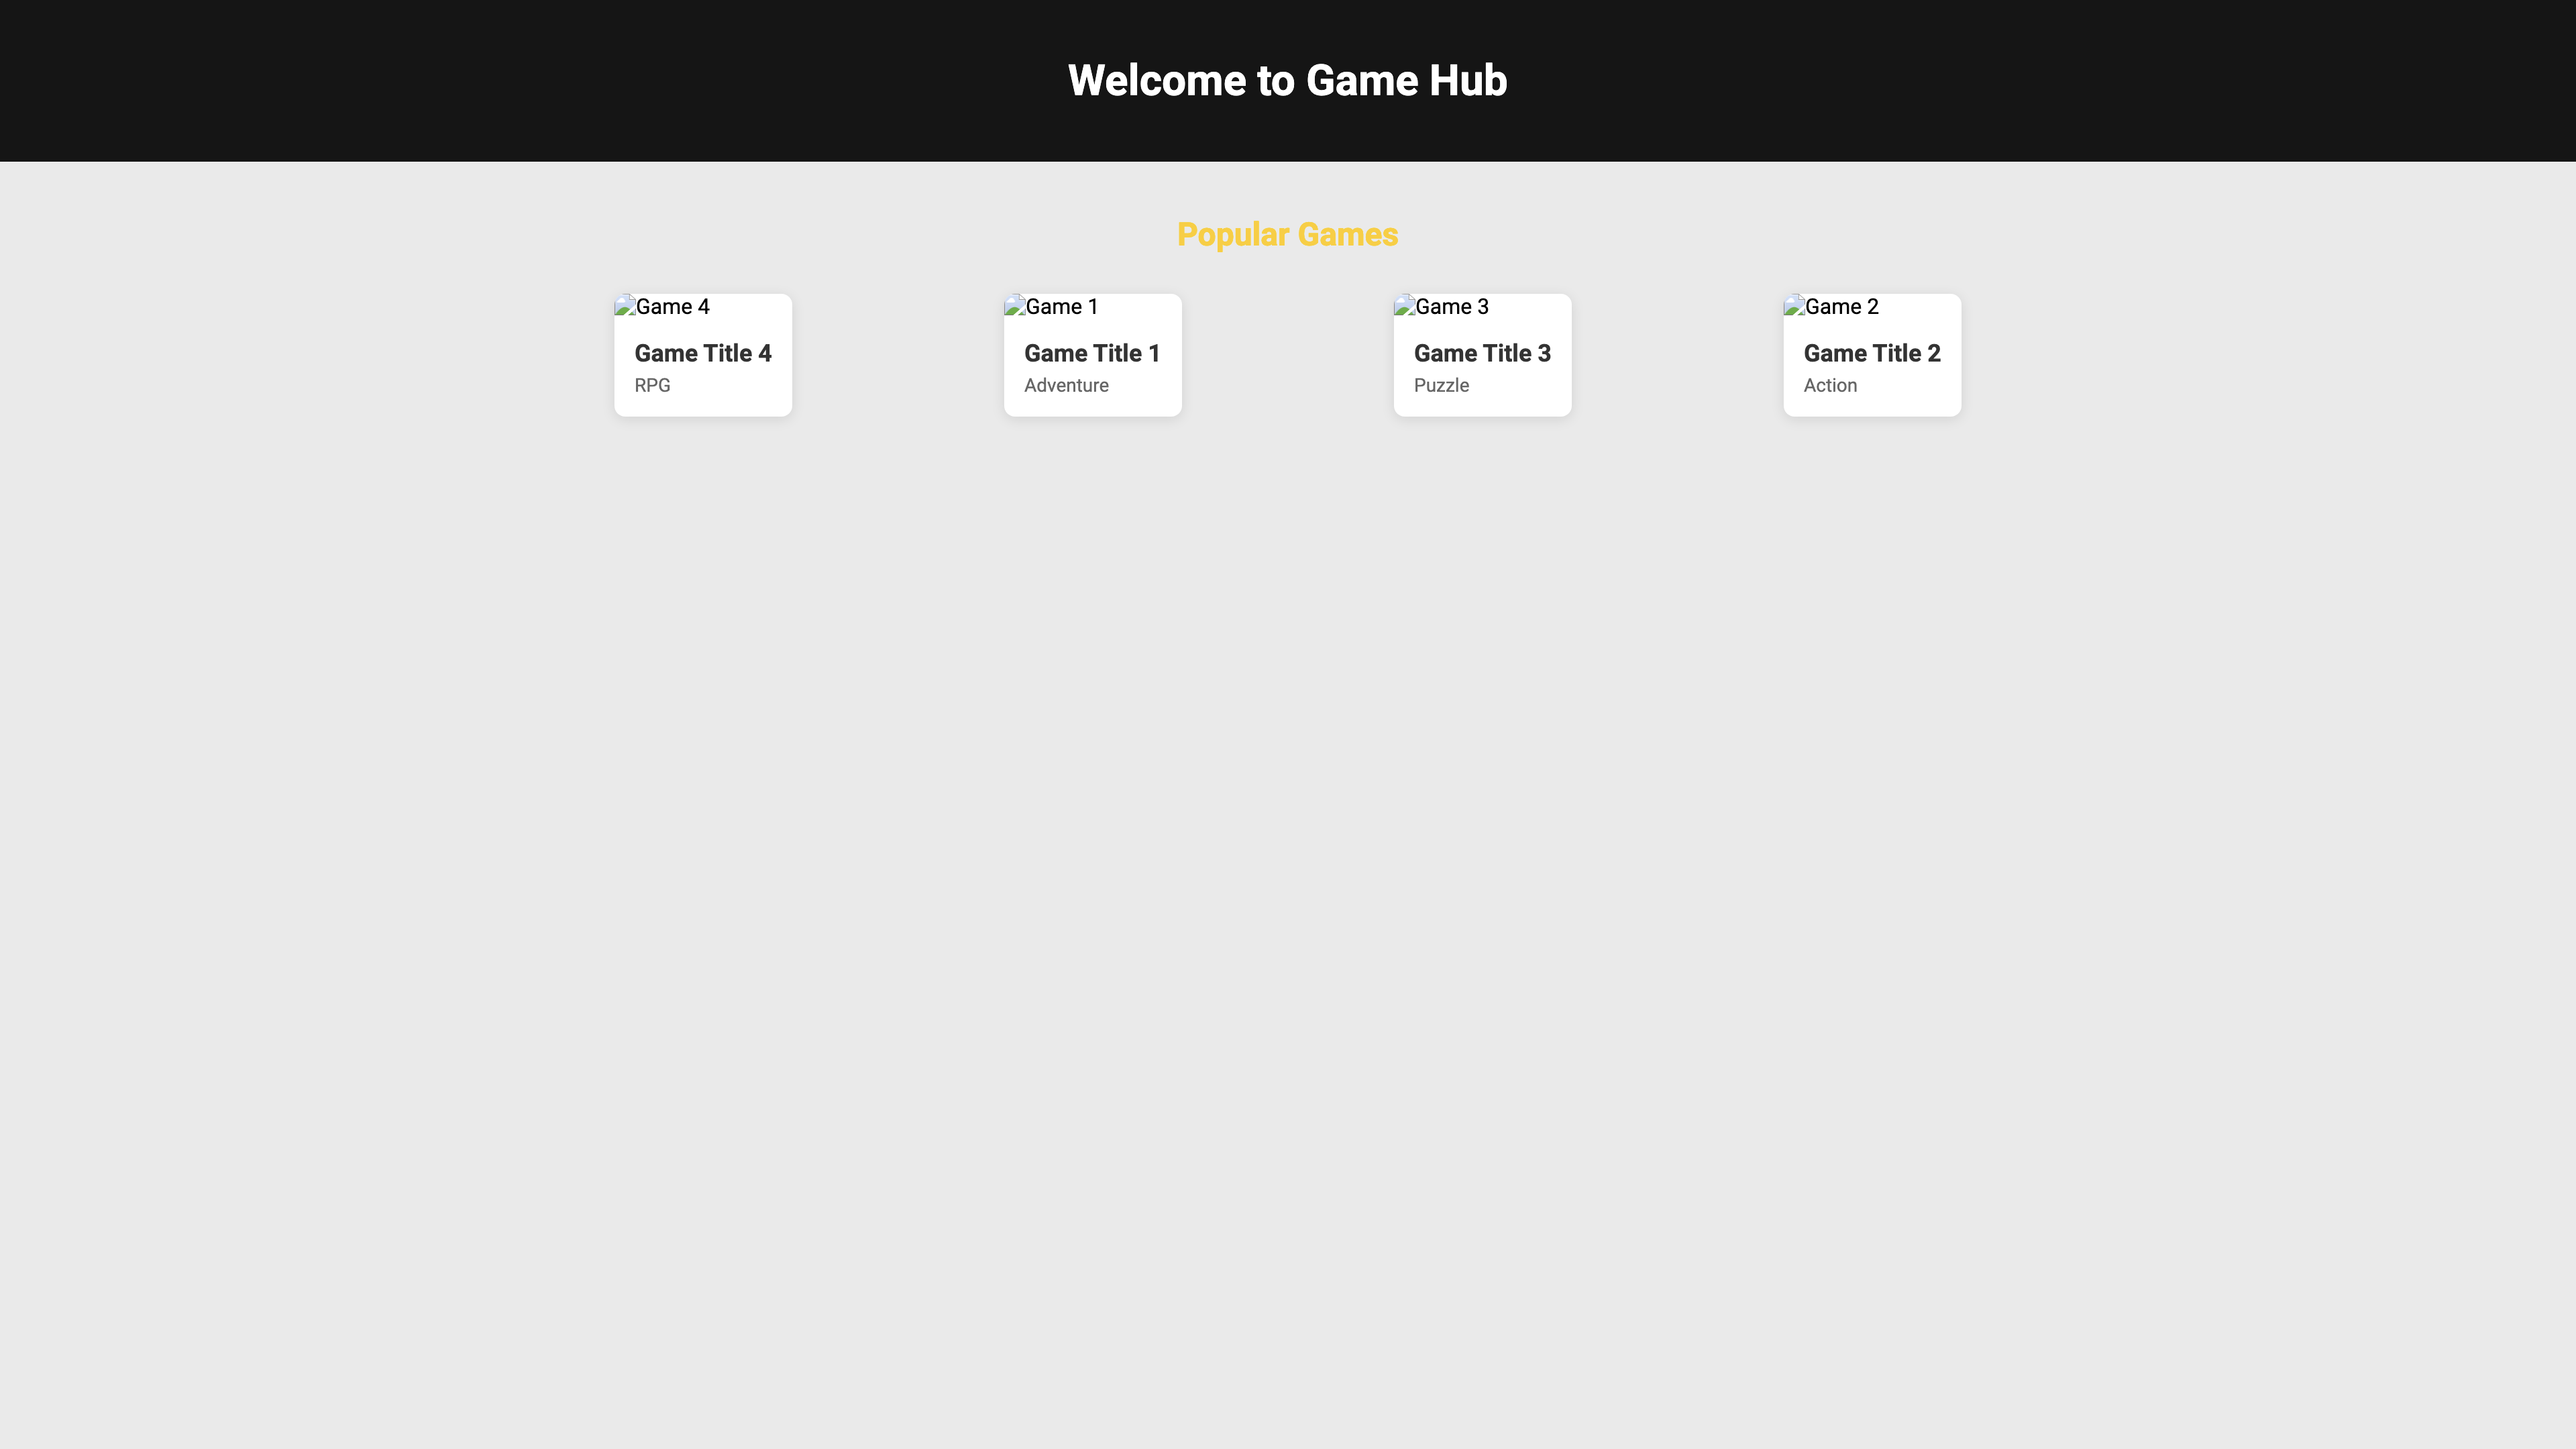 Welcome to Game Hub
Popular Games
Game 4
Game Title 4
RPG
Game 1
Game Title 1
Adventure
Game 3
Game Title 3
Puzzle
Game 2
Game Title 2
Action